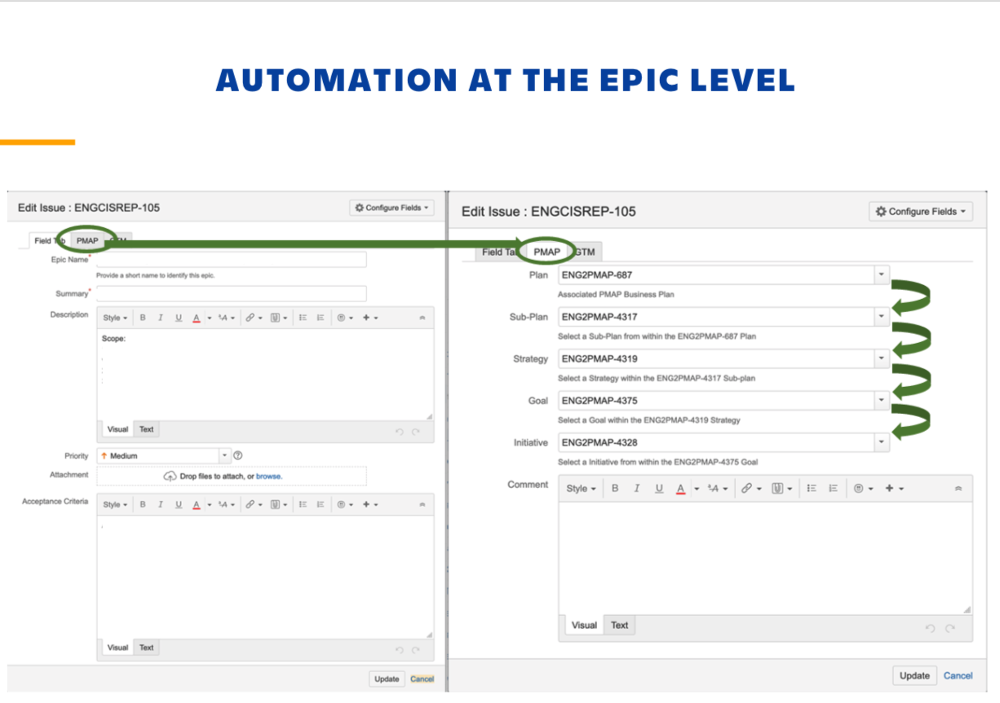 AUTOMATION AT THE EPIC LEVEL
Edit Issue : ENGCISREP-105
Configure Fields
Field PMAP
Epic Name*
Provide a short name to identify this epic.
Summary*
Description
Style B I U A
Scope:
Visual Text
Priority
Medium
Attachment
Drop files to attach, or browse.
Acceptance Criteria
Style B I U A
Visual Text
Update Cancel
Edit Issue : ENGCISREP-105
Configure Fields
Field PMAP GTM
Plan
ENG2PMAP-687
Associated PMAP Business Plan
Sub-Plan
ENG2PMAP-4317
Select a Sub-Plan from within the ENG2PMAP-687 Plan
Strategy
ENG2PMAP-4319
Select a Strategy within the ENG2PMAP-4317 Sub-plan
Goal
ENG2PMAP-4375
Select a Goal within the ENG2PMAP-4319 Strategy
Initiative
ENG2PMAP-4328
Select a Initiative from within the ENG2PMAP-4375 Goal
Comment
Style B I U A
Visual Text
Update Cancel